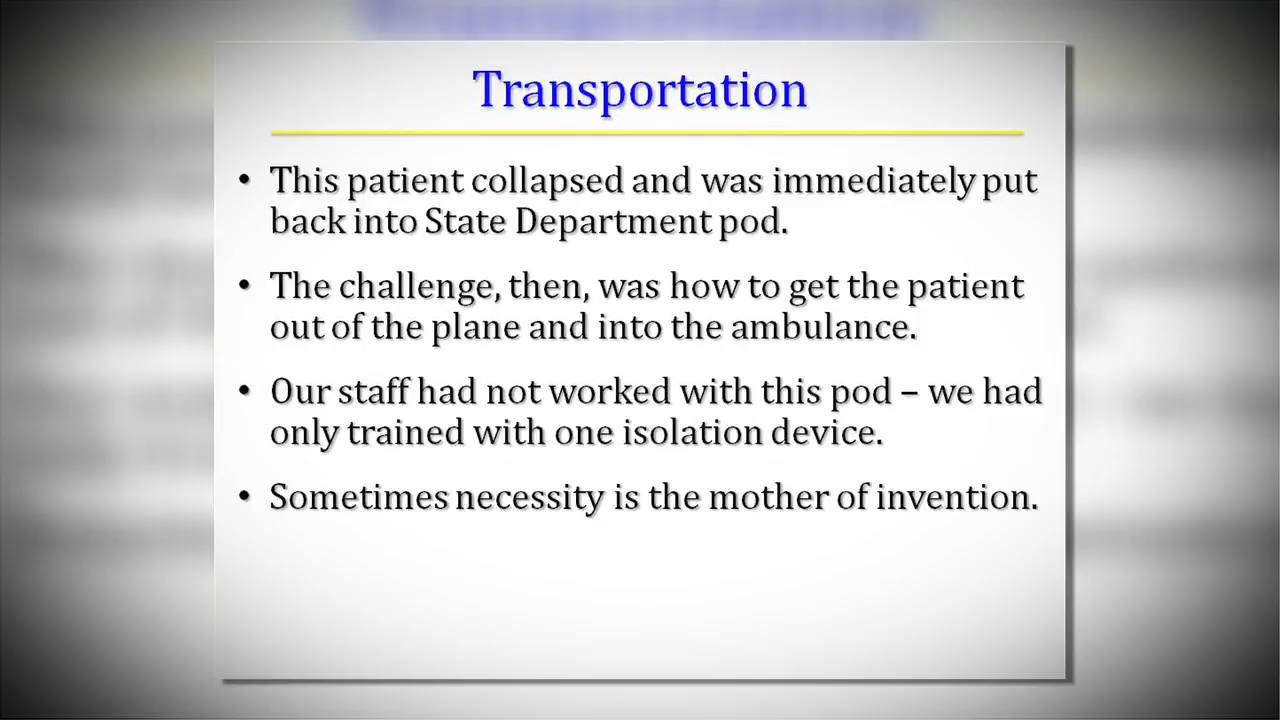 Transportation
• This patient collapsed and was immediately put
back into State Department pod.
• The challenge, then, was how to get the patient
out of the plane and into the ambulance.
• Our staff had not worked with this pod – we had
only trained with one isolation device.
• Sometimes necessity is the mother of invention.